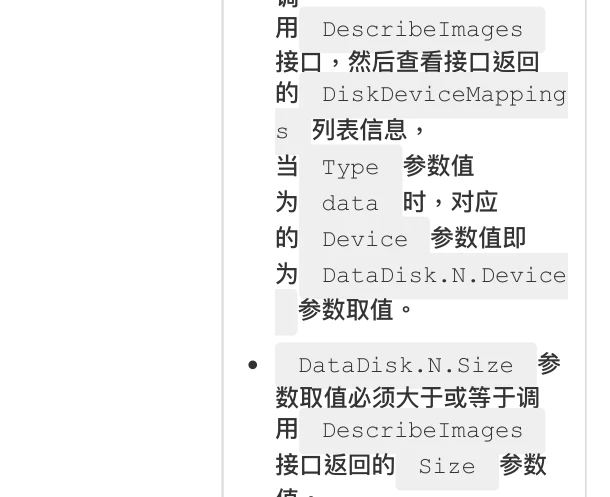 调
用 DescribeImages
接口，然后查看接口返回
的 DiskDeviceMapping
s 列表信息，
当 Type 参数值
为 data 时，对应
的 Device 参数值即
为 DataDisk.N.Device
参数取值。
• DataDisk.N.Size 参
数取值必须大于或等于调
用 DescribeImages
接口返回的 Size 参数
值。